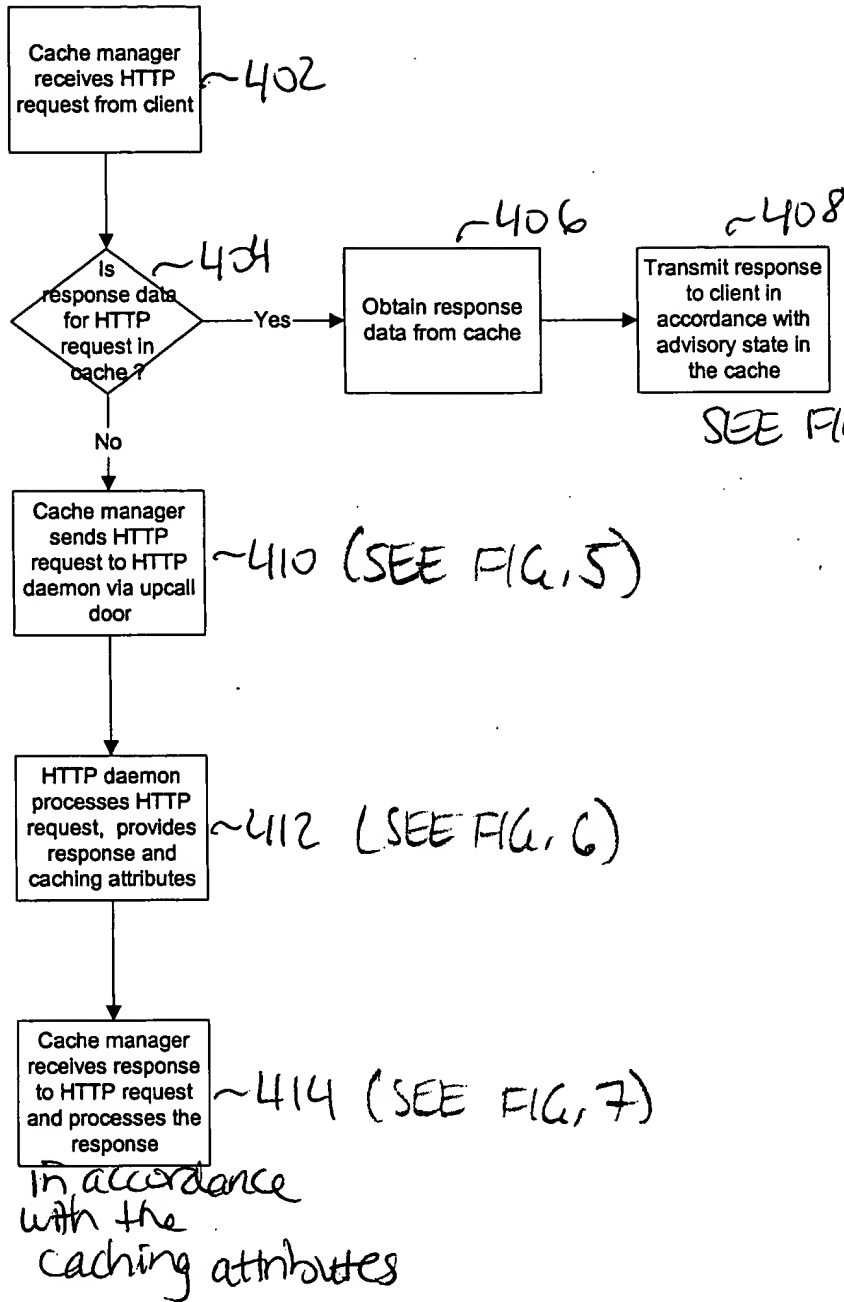 Cache manager
receives HTTP
request from client
~402
Is
response data
for HTTP
request in
cache ?
~404
Yes
Obtain response
data from cache
~406
Transmit response
to client in
accordance with
advisory state in
the cache
~408
SEE FIG
No
Cache manager
sends HTTP
request to HTTP
daemon via upcall
door
~410 (SEE FIG, 5)
HTTP daemon
processes HTTP
request, provides
response and
caching attributes
~412 (SEE FIG, 6)
Cache manager
receives response
to HTTP request
and processes the
response
~414 (SEE FIG, 7)
in accordance
with the
caching attributes